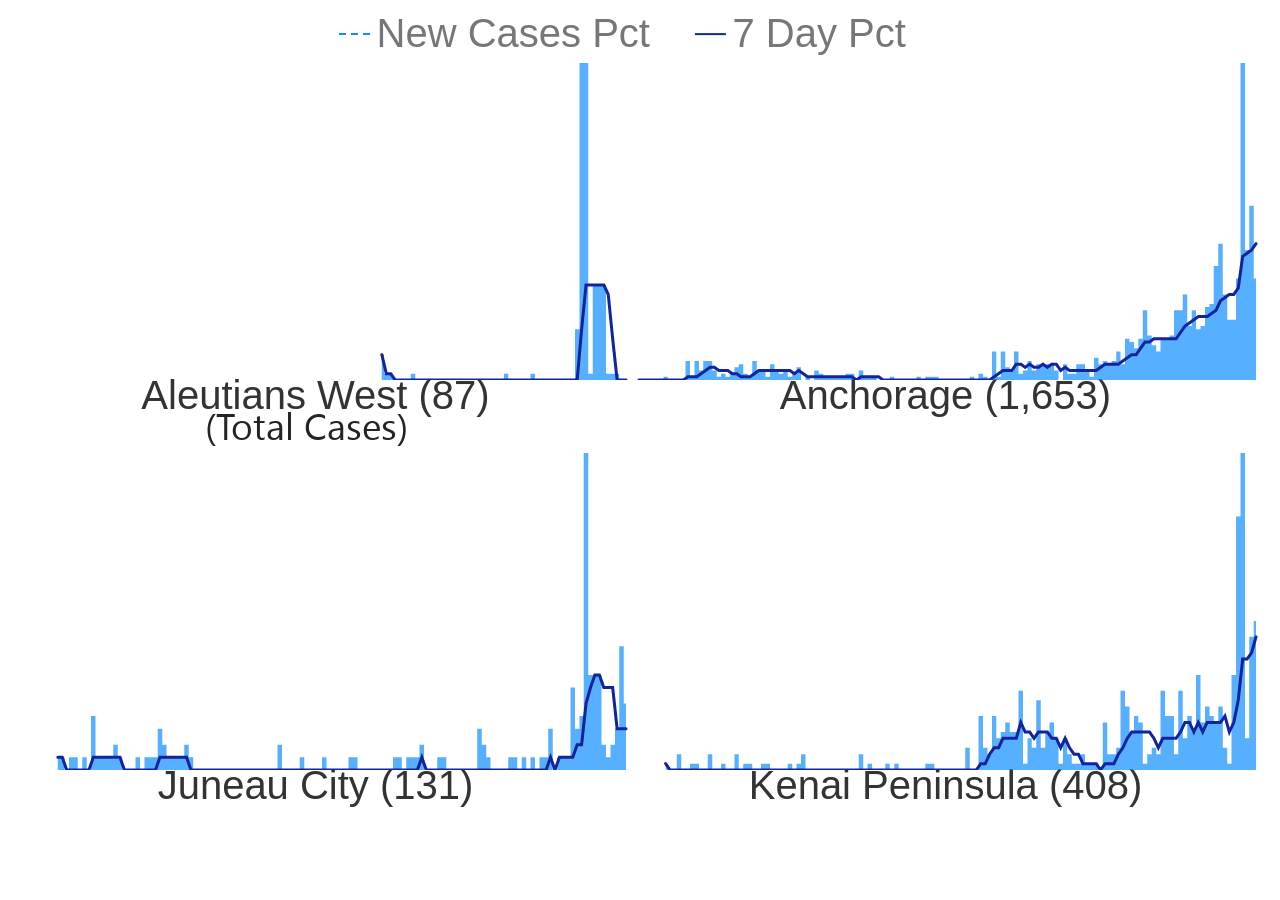 New Cases Pct 7 Day Pct
Aleutians West (87) Anchorage (1,653)
(Total Cases)
Juneau City (131) Kenai Peninsula (408)